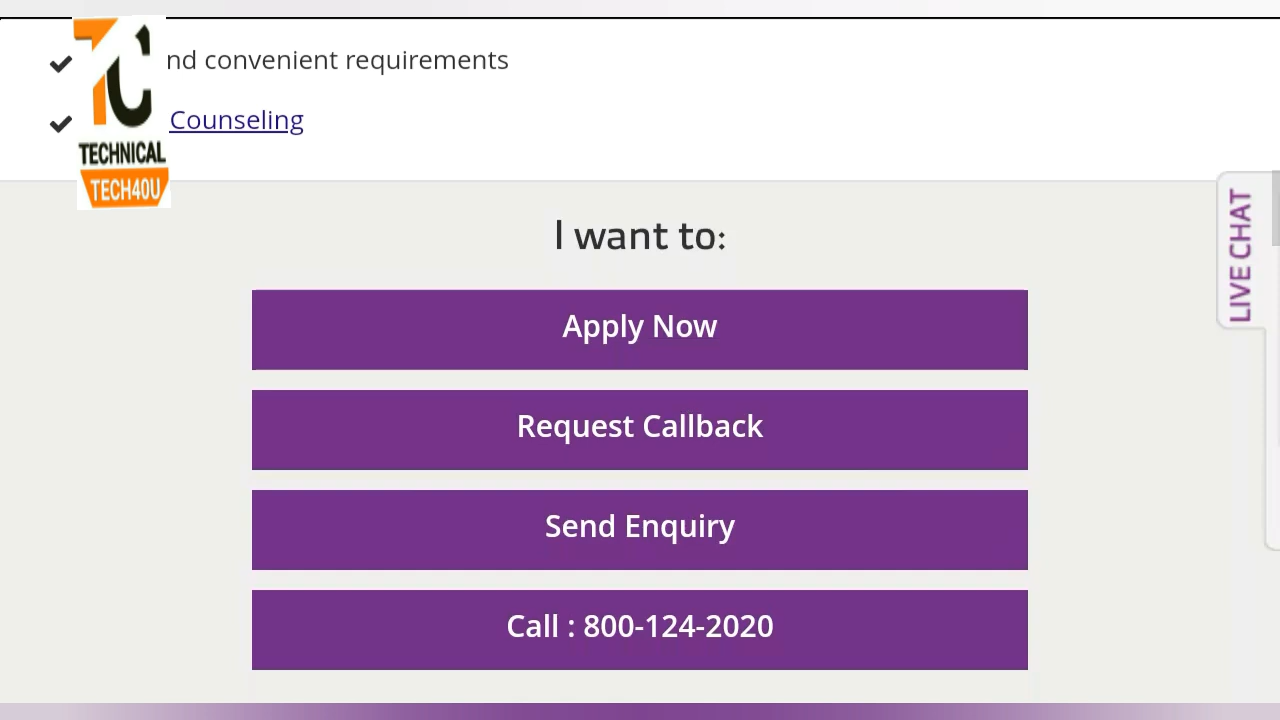 nd convenient requirements
Counseling
TC
TECHNICAL
TECH40U
I want to:
LIVE CHAT
Apply Now
Request Callback
Send Enquiry
Call : 800-124-2020